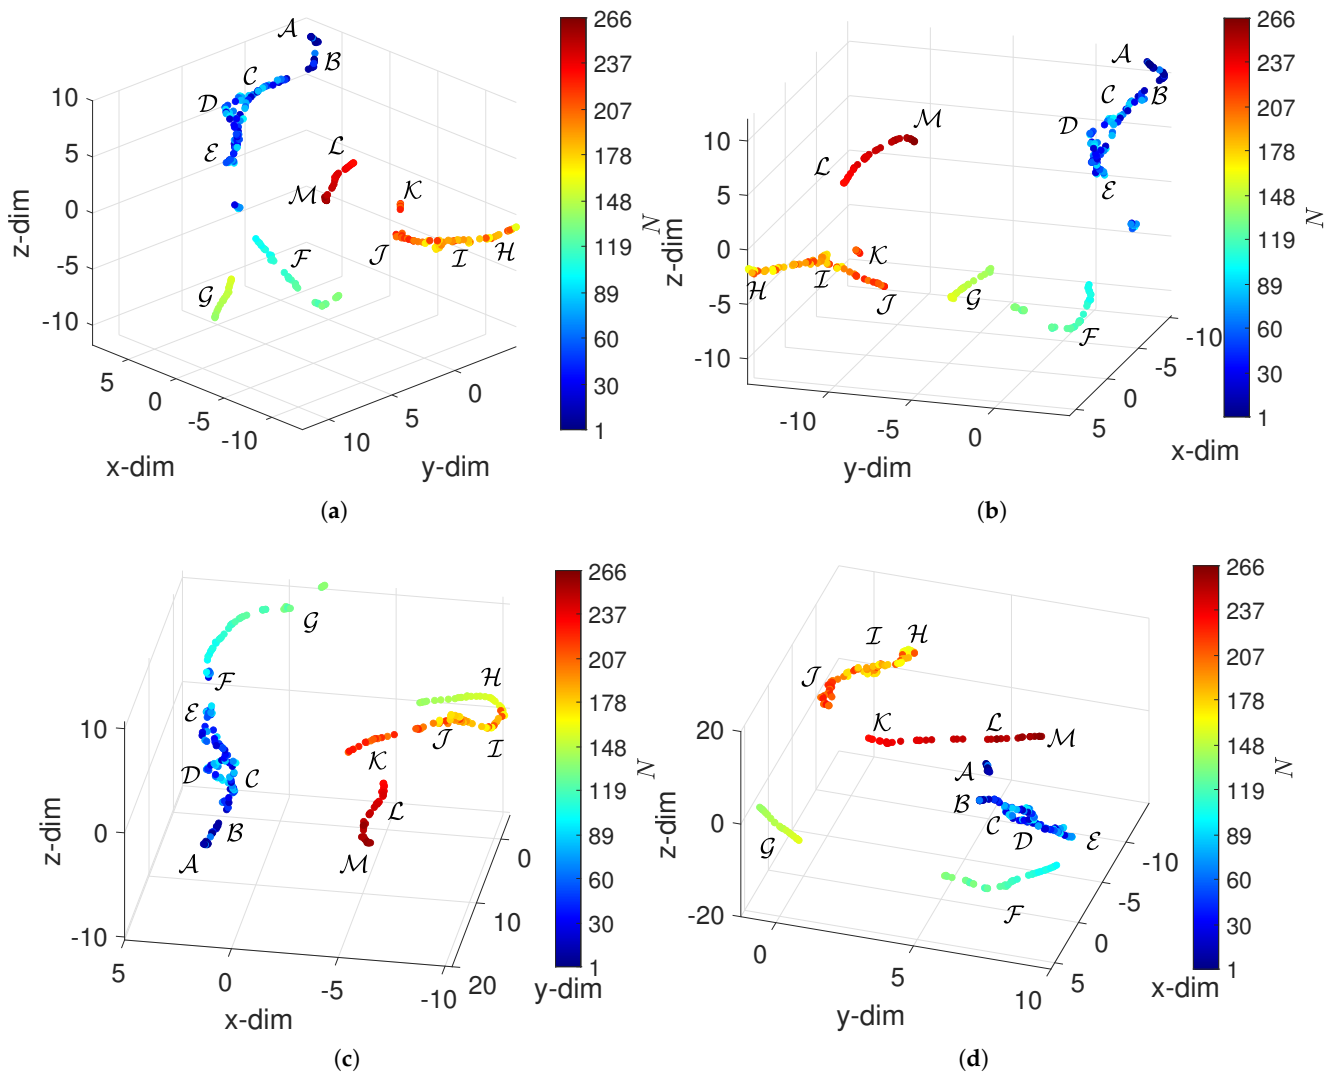 10
5
0
-5
-10
z-dim
5
0
-5
-10
x-dim
10
5
0
y-dim
A
B
C
D
E
L
M
K
J
I
H
F
G
266
237
207
178
148
119
89
60
30
1
N
(a)
10
5
0
-5
-10
z-dim
-10
-5
0
5
y-dim
-10
-5
0
5
x-dim
A
B
C
D
E
M
L
K
H
I
J
G
F
266
237
207
178
148
119
89
60
30
1
N
(b)
10
0
-10
z-dim
5
0
-5
-10
x-dim
0
10
20
y-dim
G
F
E
D
C
B
A
H
J
I
K
L
M
266
237
207
178
148
119
89
60
30
1
N
(c)
20
0
-20
z-dim
0
5
10
y-dim
-10
-5
0
5
x-dim
I
H
J
K
L
M
A
B
C
D
E
G
F
266
237
207
178
148
119
89
60
30
1
N
(d)